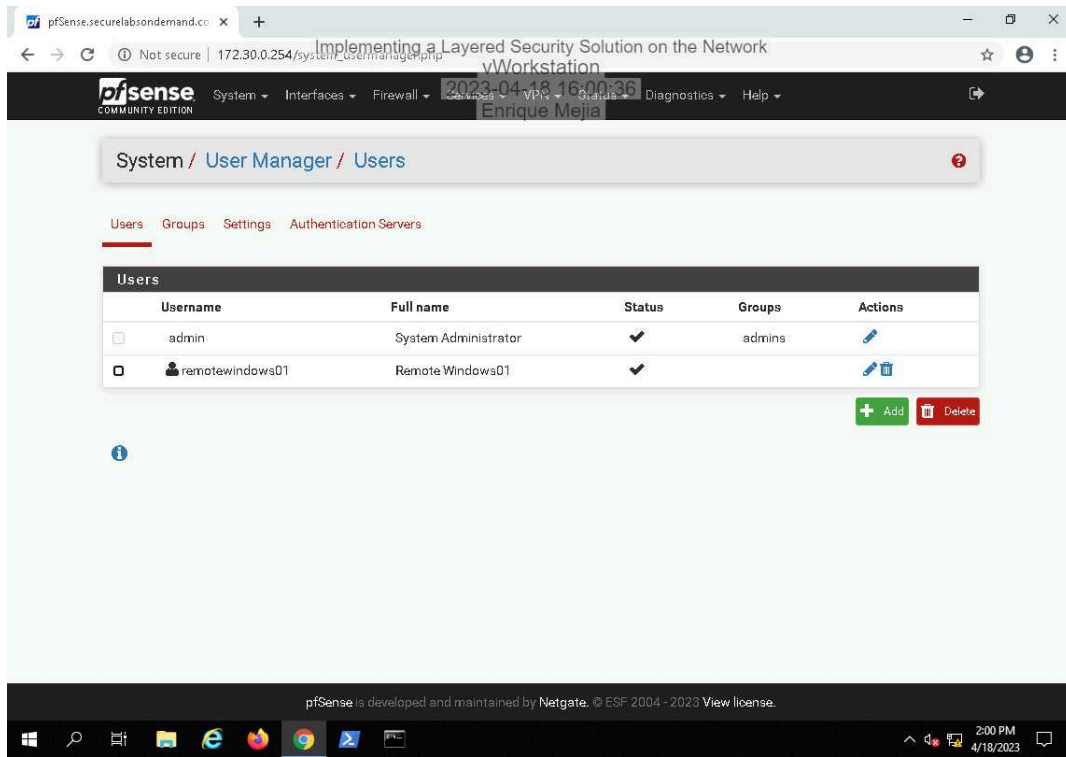 pfSense.securelabsondemand.co
Not secure | 172.30.0.254/system_usermanager.php
Implementing a Layered Security Solution on the Network
vWorkstation
2023-04-18 16:00:36
Enrique Mejia
pfsense System Interfaces Firewall Services VPN Status Diagnostics Help
COMMUNITY EDITION
System / User Manager / Users
Users Groups Settings Authentication Servers
Users
Username Full name Status Groups Actions
admin System Administrator admins
remotewindows01 Remote Windows01
Add Delete
pfSense is developed and maintained by Netgate. © ESF 2004 - 2023 View license.
2:00 PM
4/18/2023